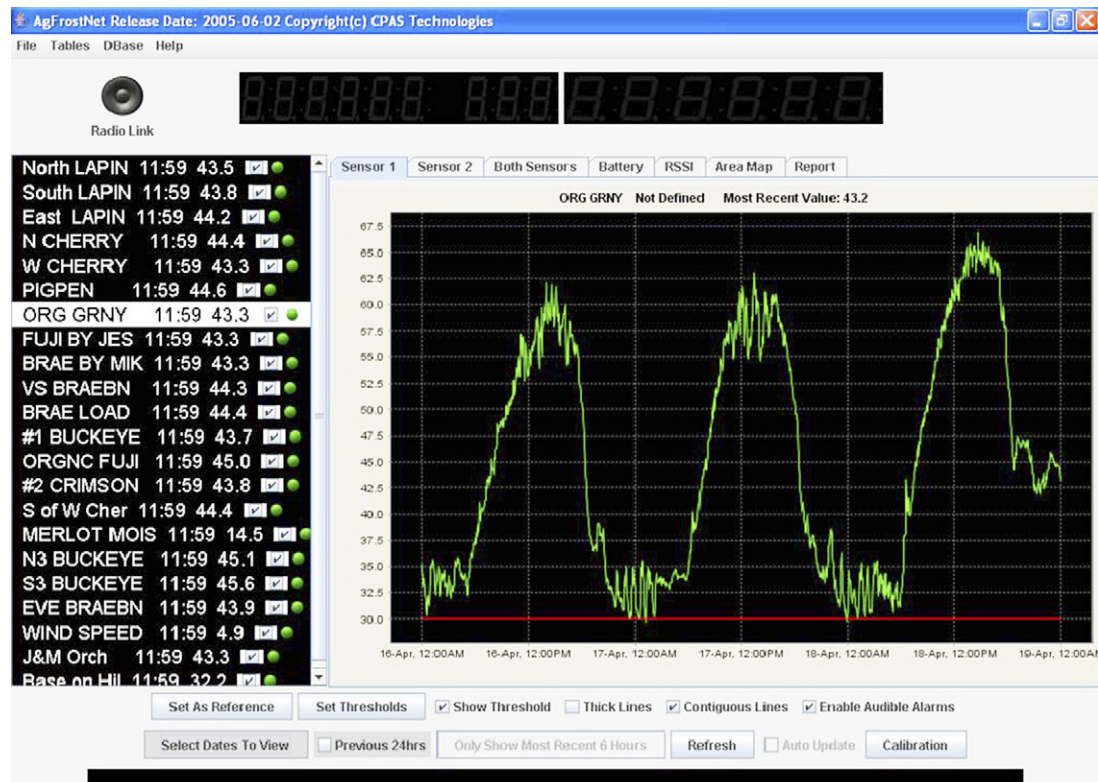 AgFrostNet Release Date: 2005-06-02 Copyright(c) CPAS Technologies
File Tables DBase Help
Radio Link
North LAPIN 11:59 43.5
South LAPIN 11:59 43.8
East LAPIN 11:59 44.2
N CHERRY 11:59 44.4
W CHERRY 11:59 43.3
PIGPEN 11:59 44.6
ORG GRNY 11:59 43.3
FUJI BY JES 11:59 43.3
BRAE BY MIK 11:59 43.3
VS BRAEBN 11:59 44.3
BRAE LOAD 11:59 44.4
#1 BUCKEYE 11:59 43.7
ORGNC FUJI 11:59 45.0
#2 CRIMSON 11:59 43.8
S of W Cher 11:59 44.4
MERLOT MOIS 11:59 14.5
N3 BUCKEYE 11:59 45.1
S3 BUCKEYE 11:59 45.6
EVE BRAEBN 11:59 43.9
WIND SPEED 11:59 4.9
J&M Orch 11:59 43.3
Base on Hil 11:59 32.2
Sensor 1 Sensor 2 Both Sensors Battery RSSI Area Map Report
ORG GRNY Not Defined Most Recent Value: 43.2
67.5
65.0
62.5
60.0
57.5
55.0
52.5
50.0
47.5
45.0
42.5
40.0
37.5
35.0
32.5
30.0
16-Apr, 12:00AM 16-Apr, 12:00PM 17-Apr, 12:00AM 17-Apr, 12:00PM 18-Apr, 12:00AM 18-Apr, 12:00PM 19-Apr, 12:00AM
Set As Reference Set Thresholds Show Threshold Thick Lines Contiguous Lines Enable Audible Alarms
Select Dates To View Previous 24hrs Only Show Most Recent 6 Hours Refresh Auto Update Calibration